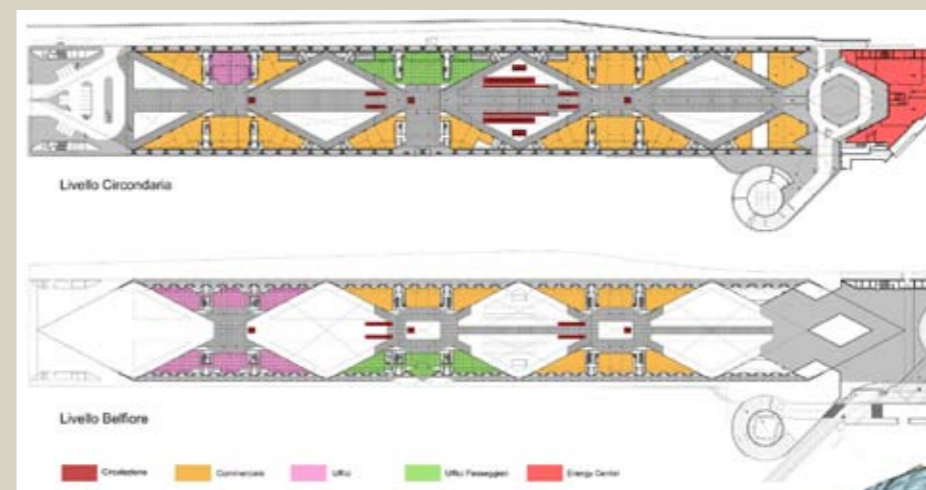 Livello Circondaria
Livello Belfiore
Circolazione
Commerciale
Uffici
Uffici Passeggeri
Energy Center